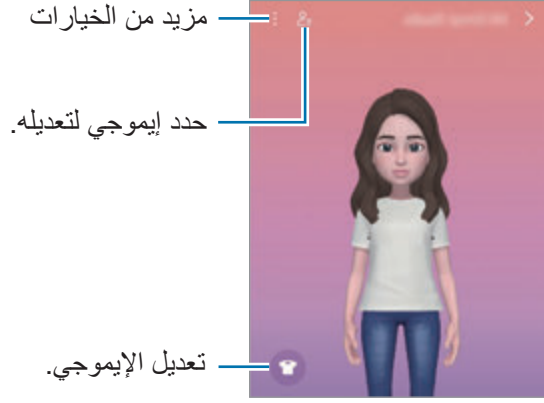 مزيد من الخيارات
حدد إيموجي لتعديله.
تعديل الإيموجي.